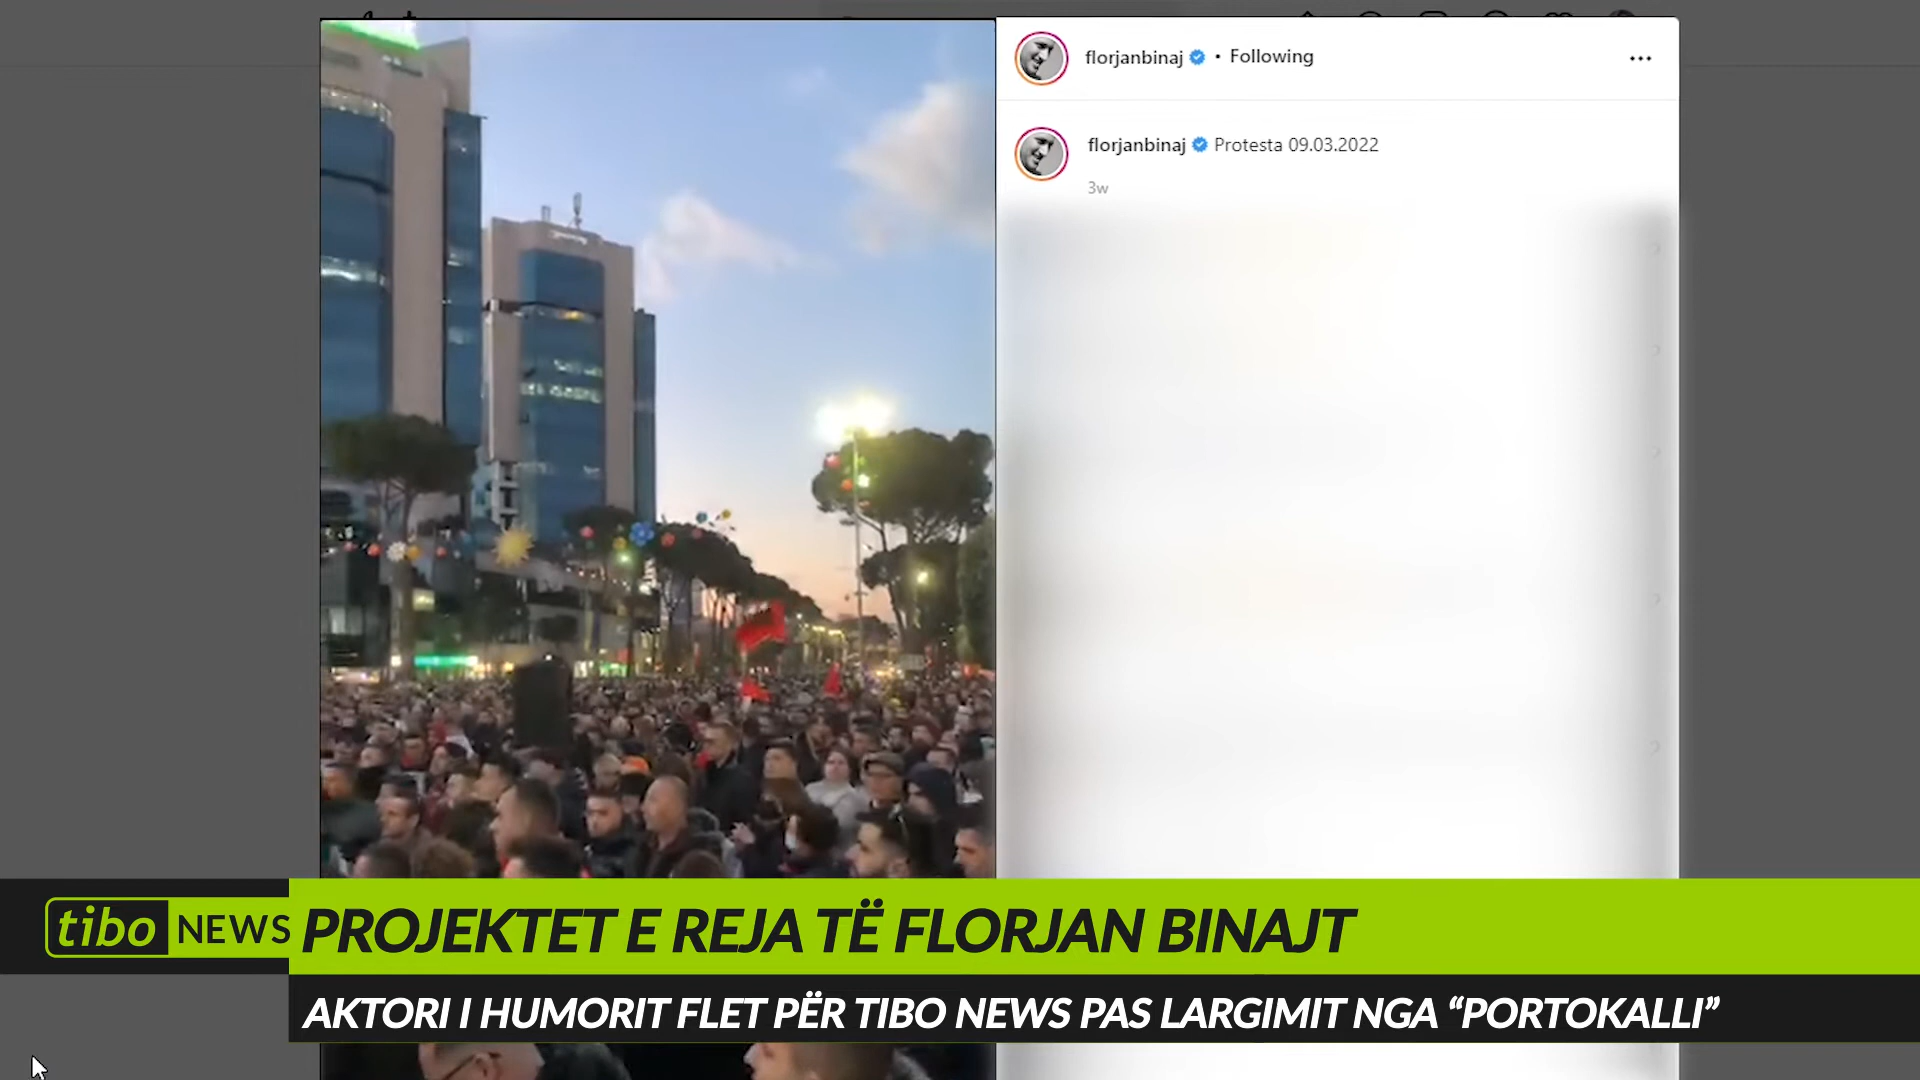 florjanbinaj • Following
florjanbinaj Protesta 09.03.2022
3w
tibo NEWS
PROJEKTET E REJA TË FLORJAN BINAJT
AKTORI I HUMORIT FLET PËR TIBO NEWS PAS LARGIMIT NGA “PORTOKALLI”